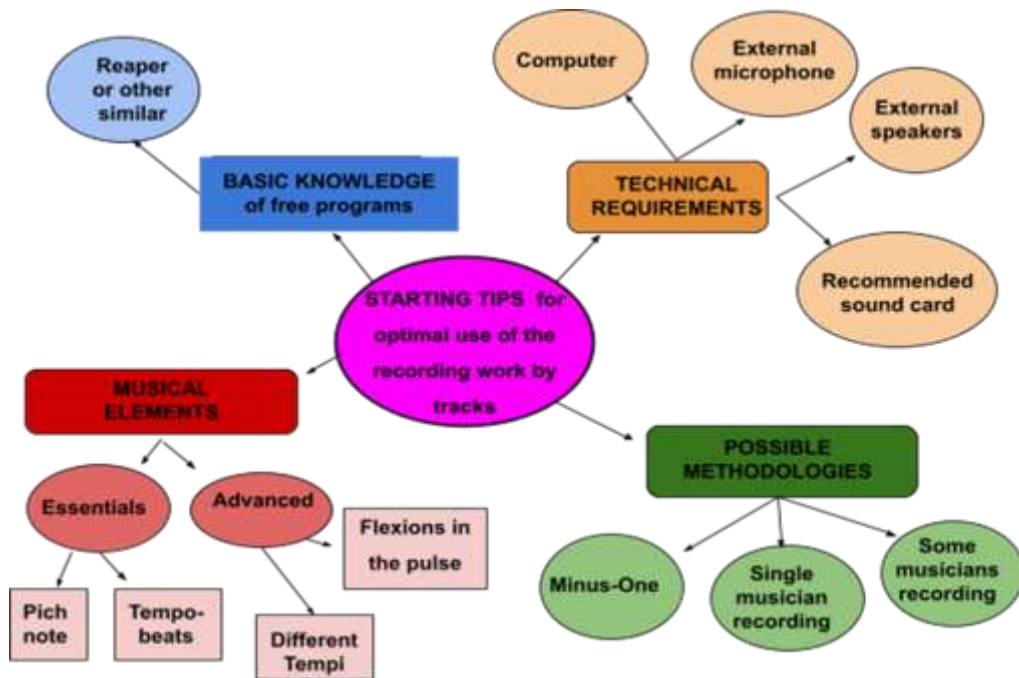 Reaper
or other
similar
BASIC KNOWLEDGE
of free programs
Computer
External
microphone
External
speakers
TECHNICAL
REQUIREMENTS
Recommended
sound card
STARTING TIPS for
optimal use of the
recording work by
tracks
MUSICAL
ELEMENTS
Essentials
Advanced
Pich
note
Tempo-
beats
Flexions in
the pulse
Different
Tempi
POSSIBLE
METHODOLOGIES
Minus-One
Single
musician
recording
Some
musicians
recording